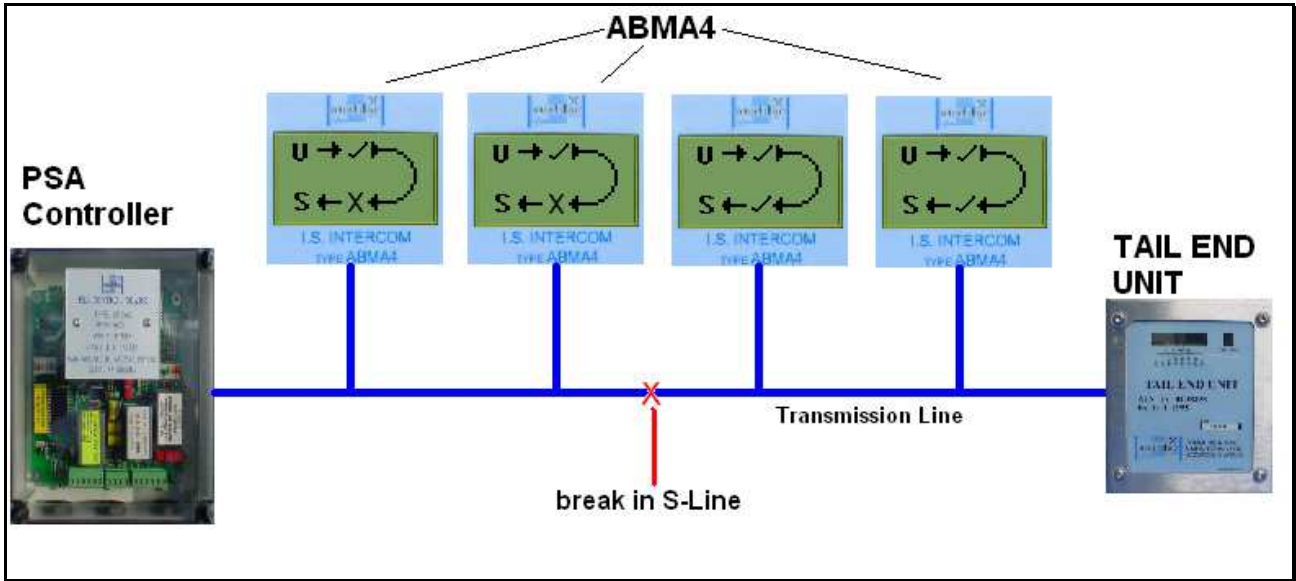 ABMA4
U
S
I.S. INTERCOM
TYPE ABMA4
U
S
I.S. INTERCOM
TYPE ABMA4
U
S
I.S. INTERCOM
TYPE ABMA4
U
S
I.S. INTERCOM
TYPE ABMA4
PSA
Controller
TAIL END
UNIT
TAIL END UNIT
Transmission Line
break in S-Line